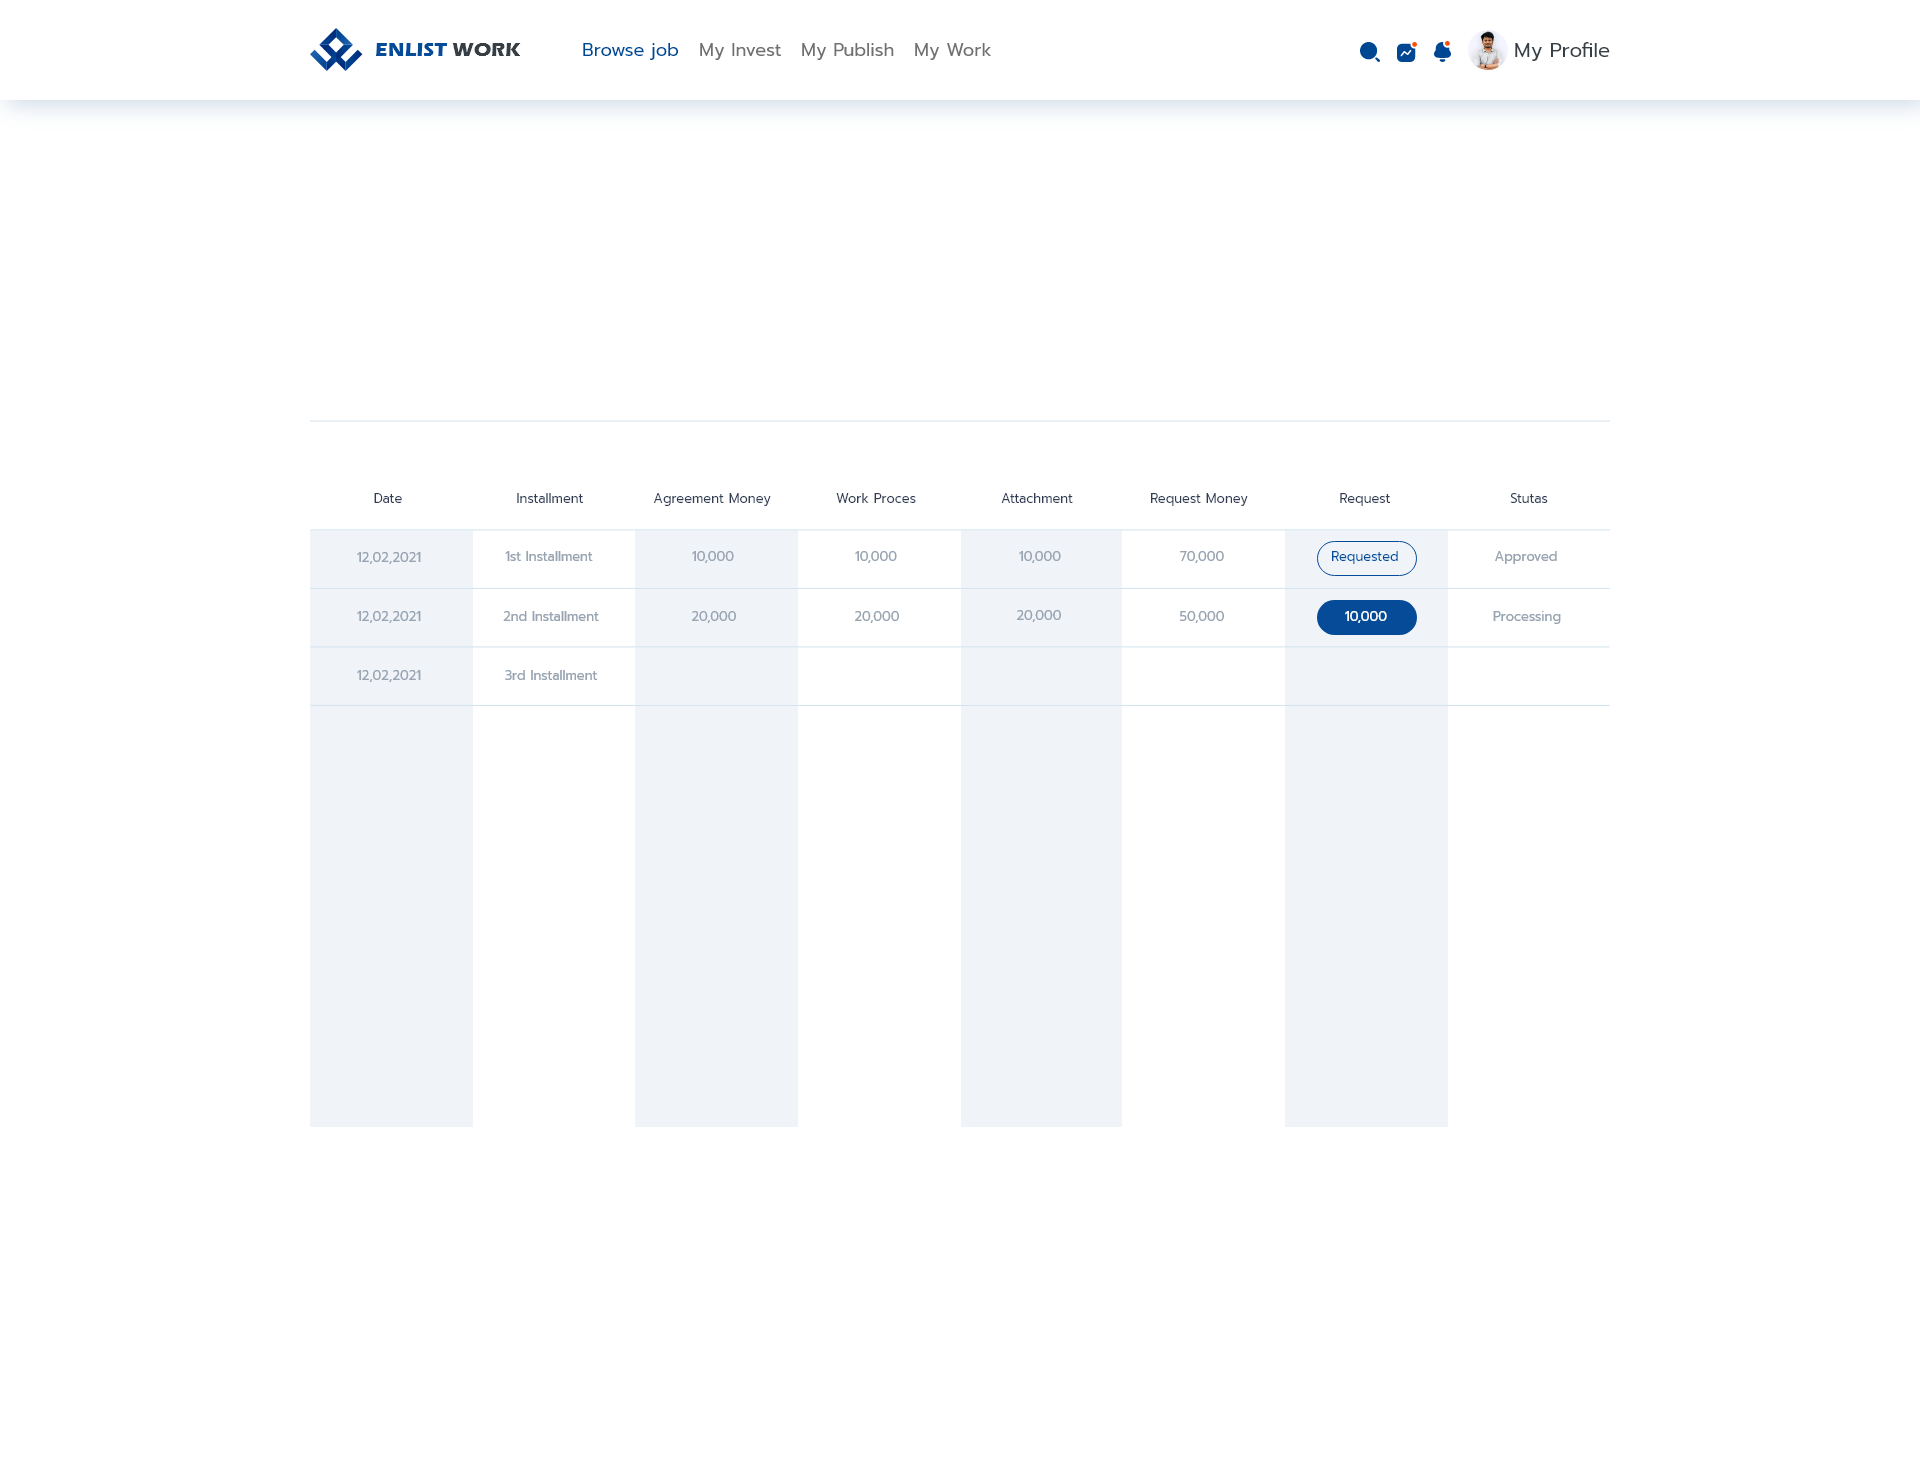 ENLIST WORK Browse job My Invest My Publish My Work My Profile
Date Installment Agreement Money Work Proces Attachment Request Money Request Stutas
12,02,2021 1st Installment 10,000 10,000 10,000 70,000 Requested Approved
12,02,2021 2nd Installment 20,000 20,000 20,000 50,000 10,000 Processing
12,02,2021 3rd Installment